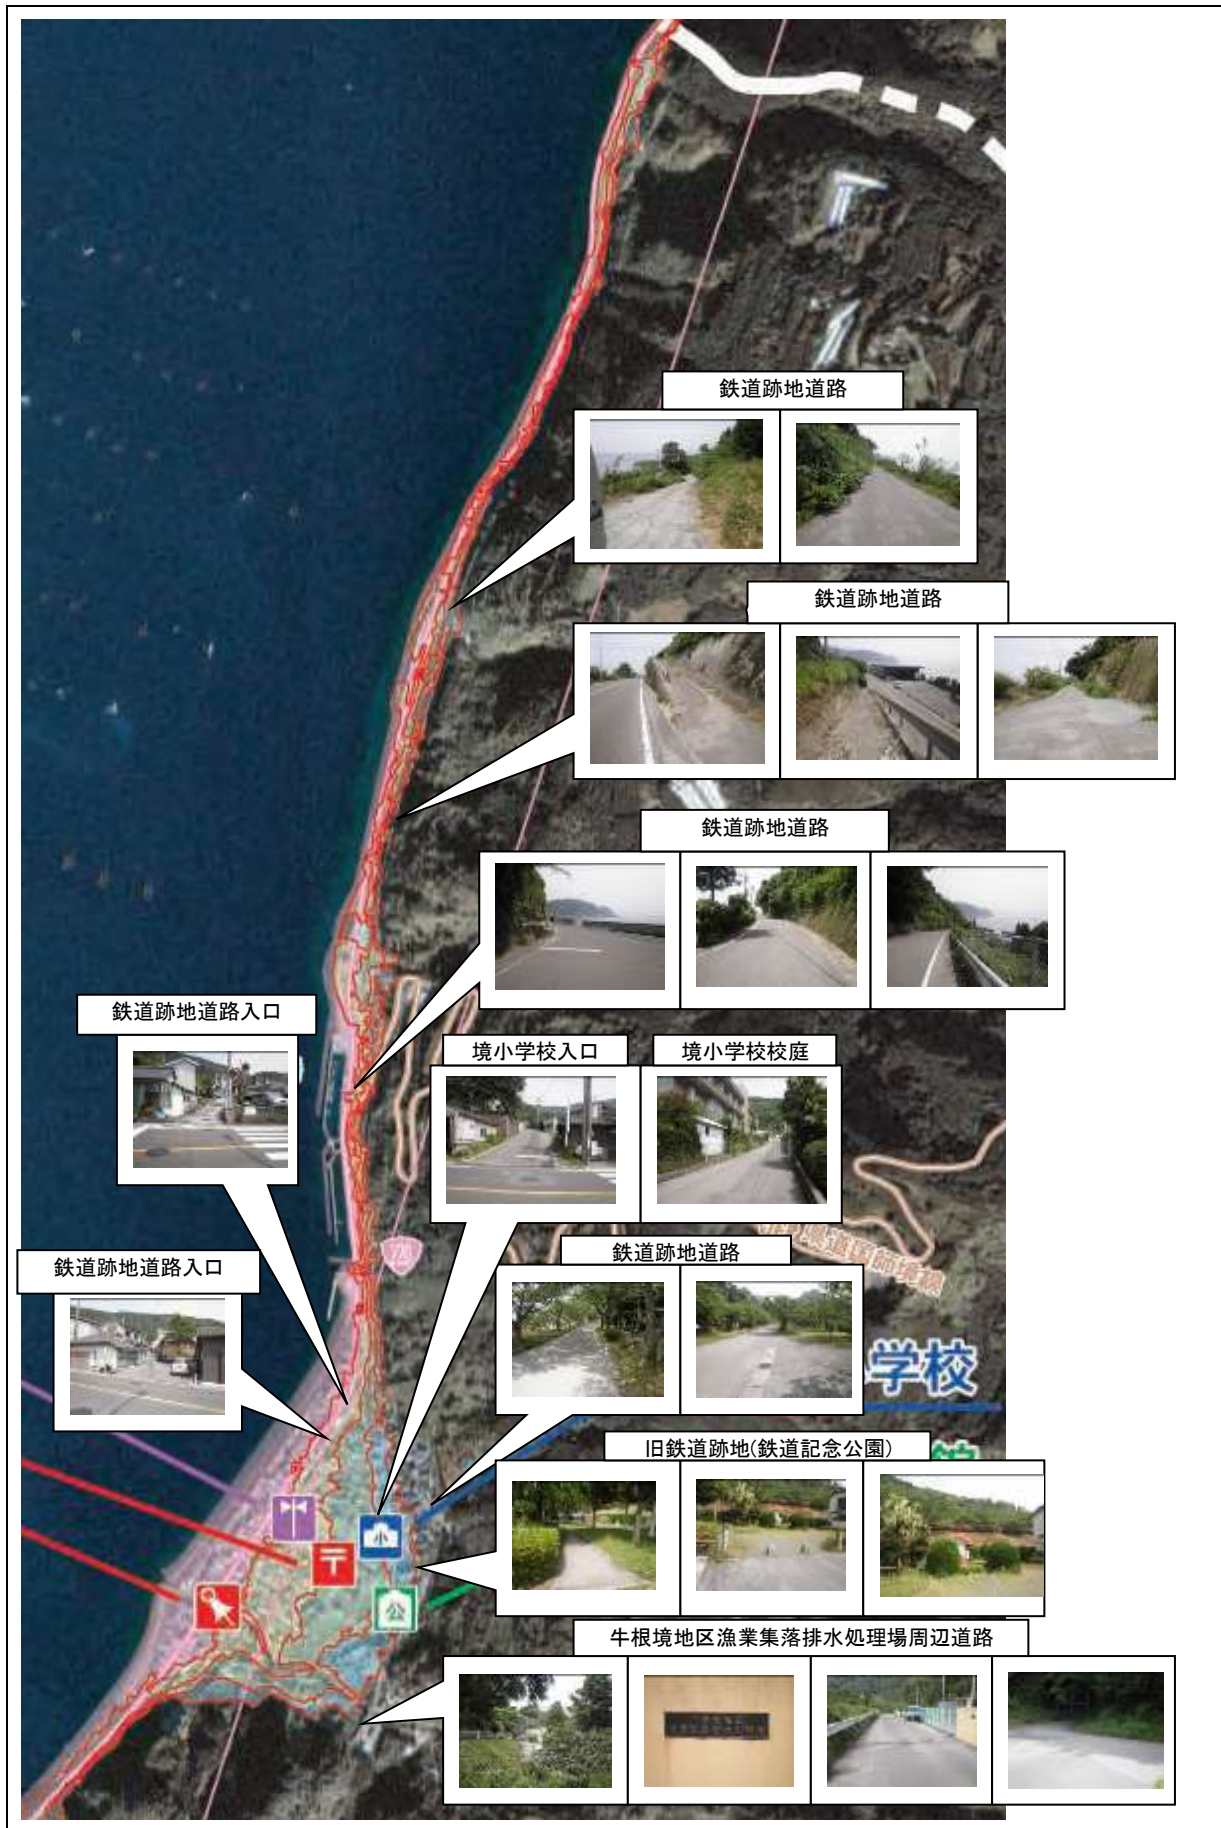 鉄道跡地道路
鉄道跡地道路
鉄道跡地道路
鉄道跡地道路入口
境小学校入口
境小学校校庭
220
鉄道跡地道路
鉄道跡地道路入口
学校
旧鉄道跡地(鉄道記念公園)
小
公
牛根境地区漁業集落排水処理場周辺道路